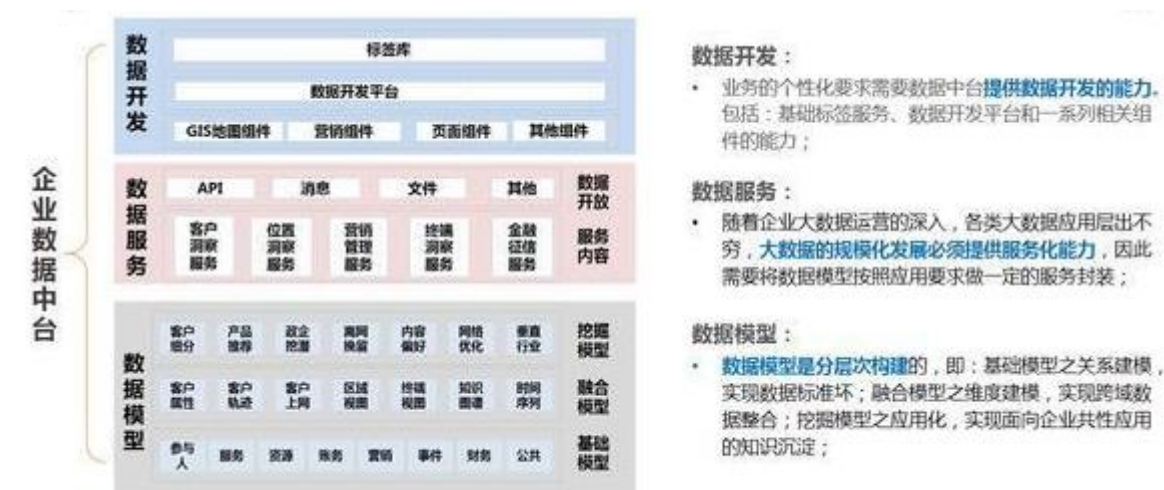 企业数据中台
数据开发
标签库
数据开发平台
GIS地图组件 营销组件 页面组件 其他组件
数据服务
API 消息 文件 其他
数据开放
客户洞察服务 位置洞察服务 营销管理服务 终端洞察服务 金融征信服务
服务内容
数据模型
客户细分 产品推荐 政企挖潜 离网挽留 内容偏好 网络优化 垂直行业
挖掘模型
客户属性 客户轨迹 客户上网 区域视图 终端视图 知识图谱 时间序列
融合模型
参与人 服务 资源 账务 营销 事件 财务 公共
基础模型
数据开发：
• 业务的个性化要求需要数据中台提供数据开发的能力，
包括：基础标签服务、数据开发平台和一系列相关组
件的能力；
数据服务：
• 随着企业大数据运营的深入，各类大数据应用层出不
穷，大数据的规模化发展必须提供服务化能力，因此
需要将数据模型按照应用要求做一定的服务封装；
数据模型：
• 数据模型是分层次构建的，即：基础模型之关系建模，
实现数据标准坏；融合模型之维度建模，实现跨域数
据整合；挖掘模型之应用化，实现面向企业共性应用
的知识沉淀；